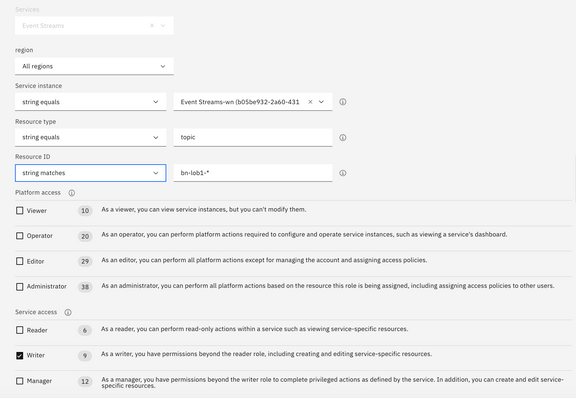 Services
Event Streams
region
All regions
Service instance
string equals
Event Streams-wn (b05be932-2a60-431
Resource type
string equals
topic
Resource ID
string matches
bn-lob1-*
Platform access
Viewer 10 As a viewer, you can view service instances, but you can't modify them.
Operator 20 As an operator, you can perform platform actions required to configure and operate service instances, such as viewing a service's dashboard.
Editor 29 As an editor, you can perform all platform actions except for managing the account and assigning access policies.
Administrator 38 As an administrator, you can perform all platform actions based on the resource this role is being assigned, including assigning access policies to other users.
Service access
Reader 6 As a reader, you can perform read-only actions within a service such as viewing service-specific resources.
Writer 9 As a writer, you have permissions beyond the reader role, including creating and editing service-specific resources.
Manager 12 As a manager, you have permissions beyond the writer role to complete privileged actions as defined by the service. In addition, you can create and edit service-
specific resources.